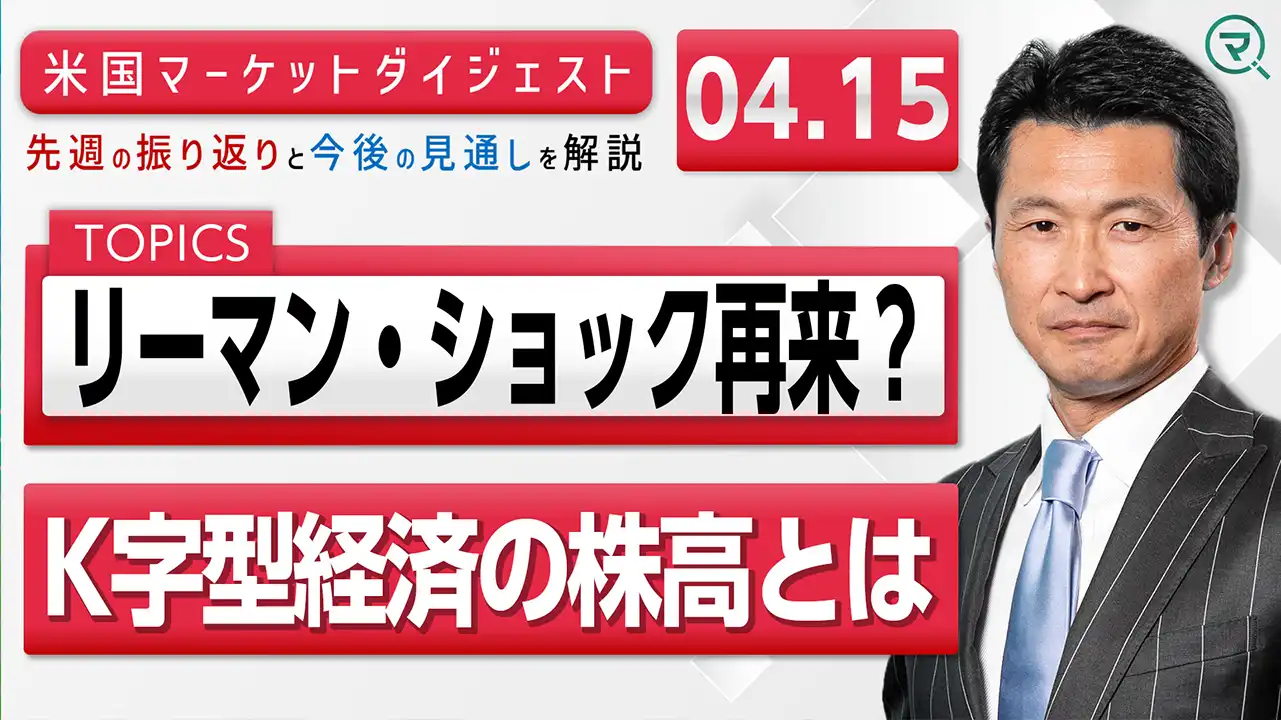 米国マーケットダイジェスト
04.15
先週の振り返りと今後の見通しを解説
TOPICS
リーマン・ショック再来？
K字型経済の株高とは
マ